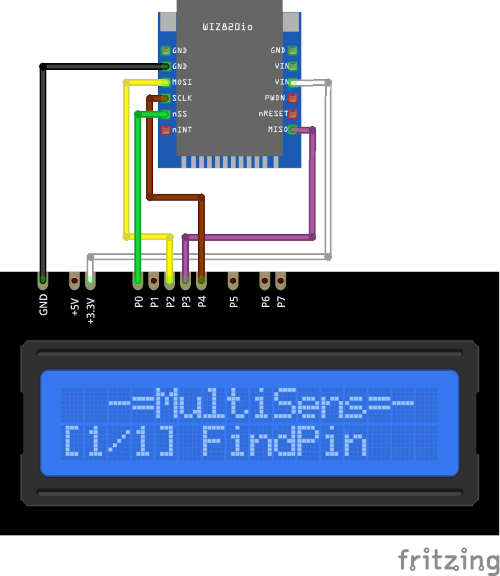 WIZ820io
GND GND
GND VIN
MOSI VIN
SCLK PWDN
nSS nRESET
nINT MISO
GND +5V +3.3V P0 P1 P2 P3 P4 P5 P6 P7
-=MultiSens=-
[1/1] FindPin
fritzing